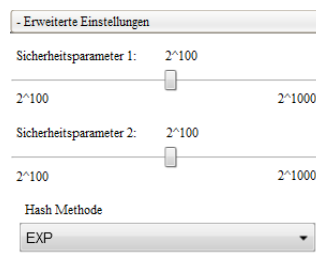 - Erweiterte Einstellungen
Sicherheitsparameter 1: 2^100
2^100 2^1000
Sicherheitsparameter 2: 2^100
2^100 2^1000
Hash Methode
EXP